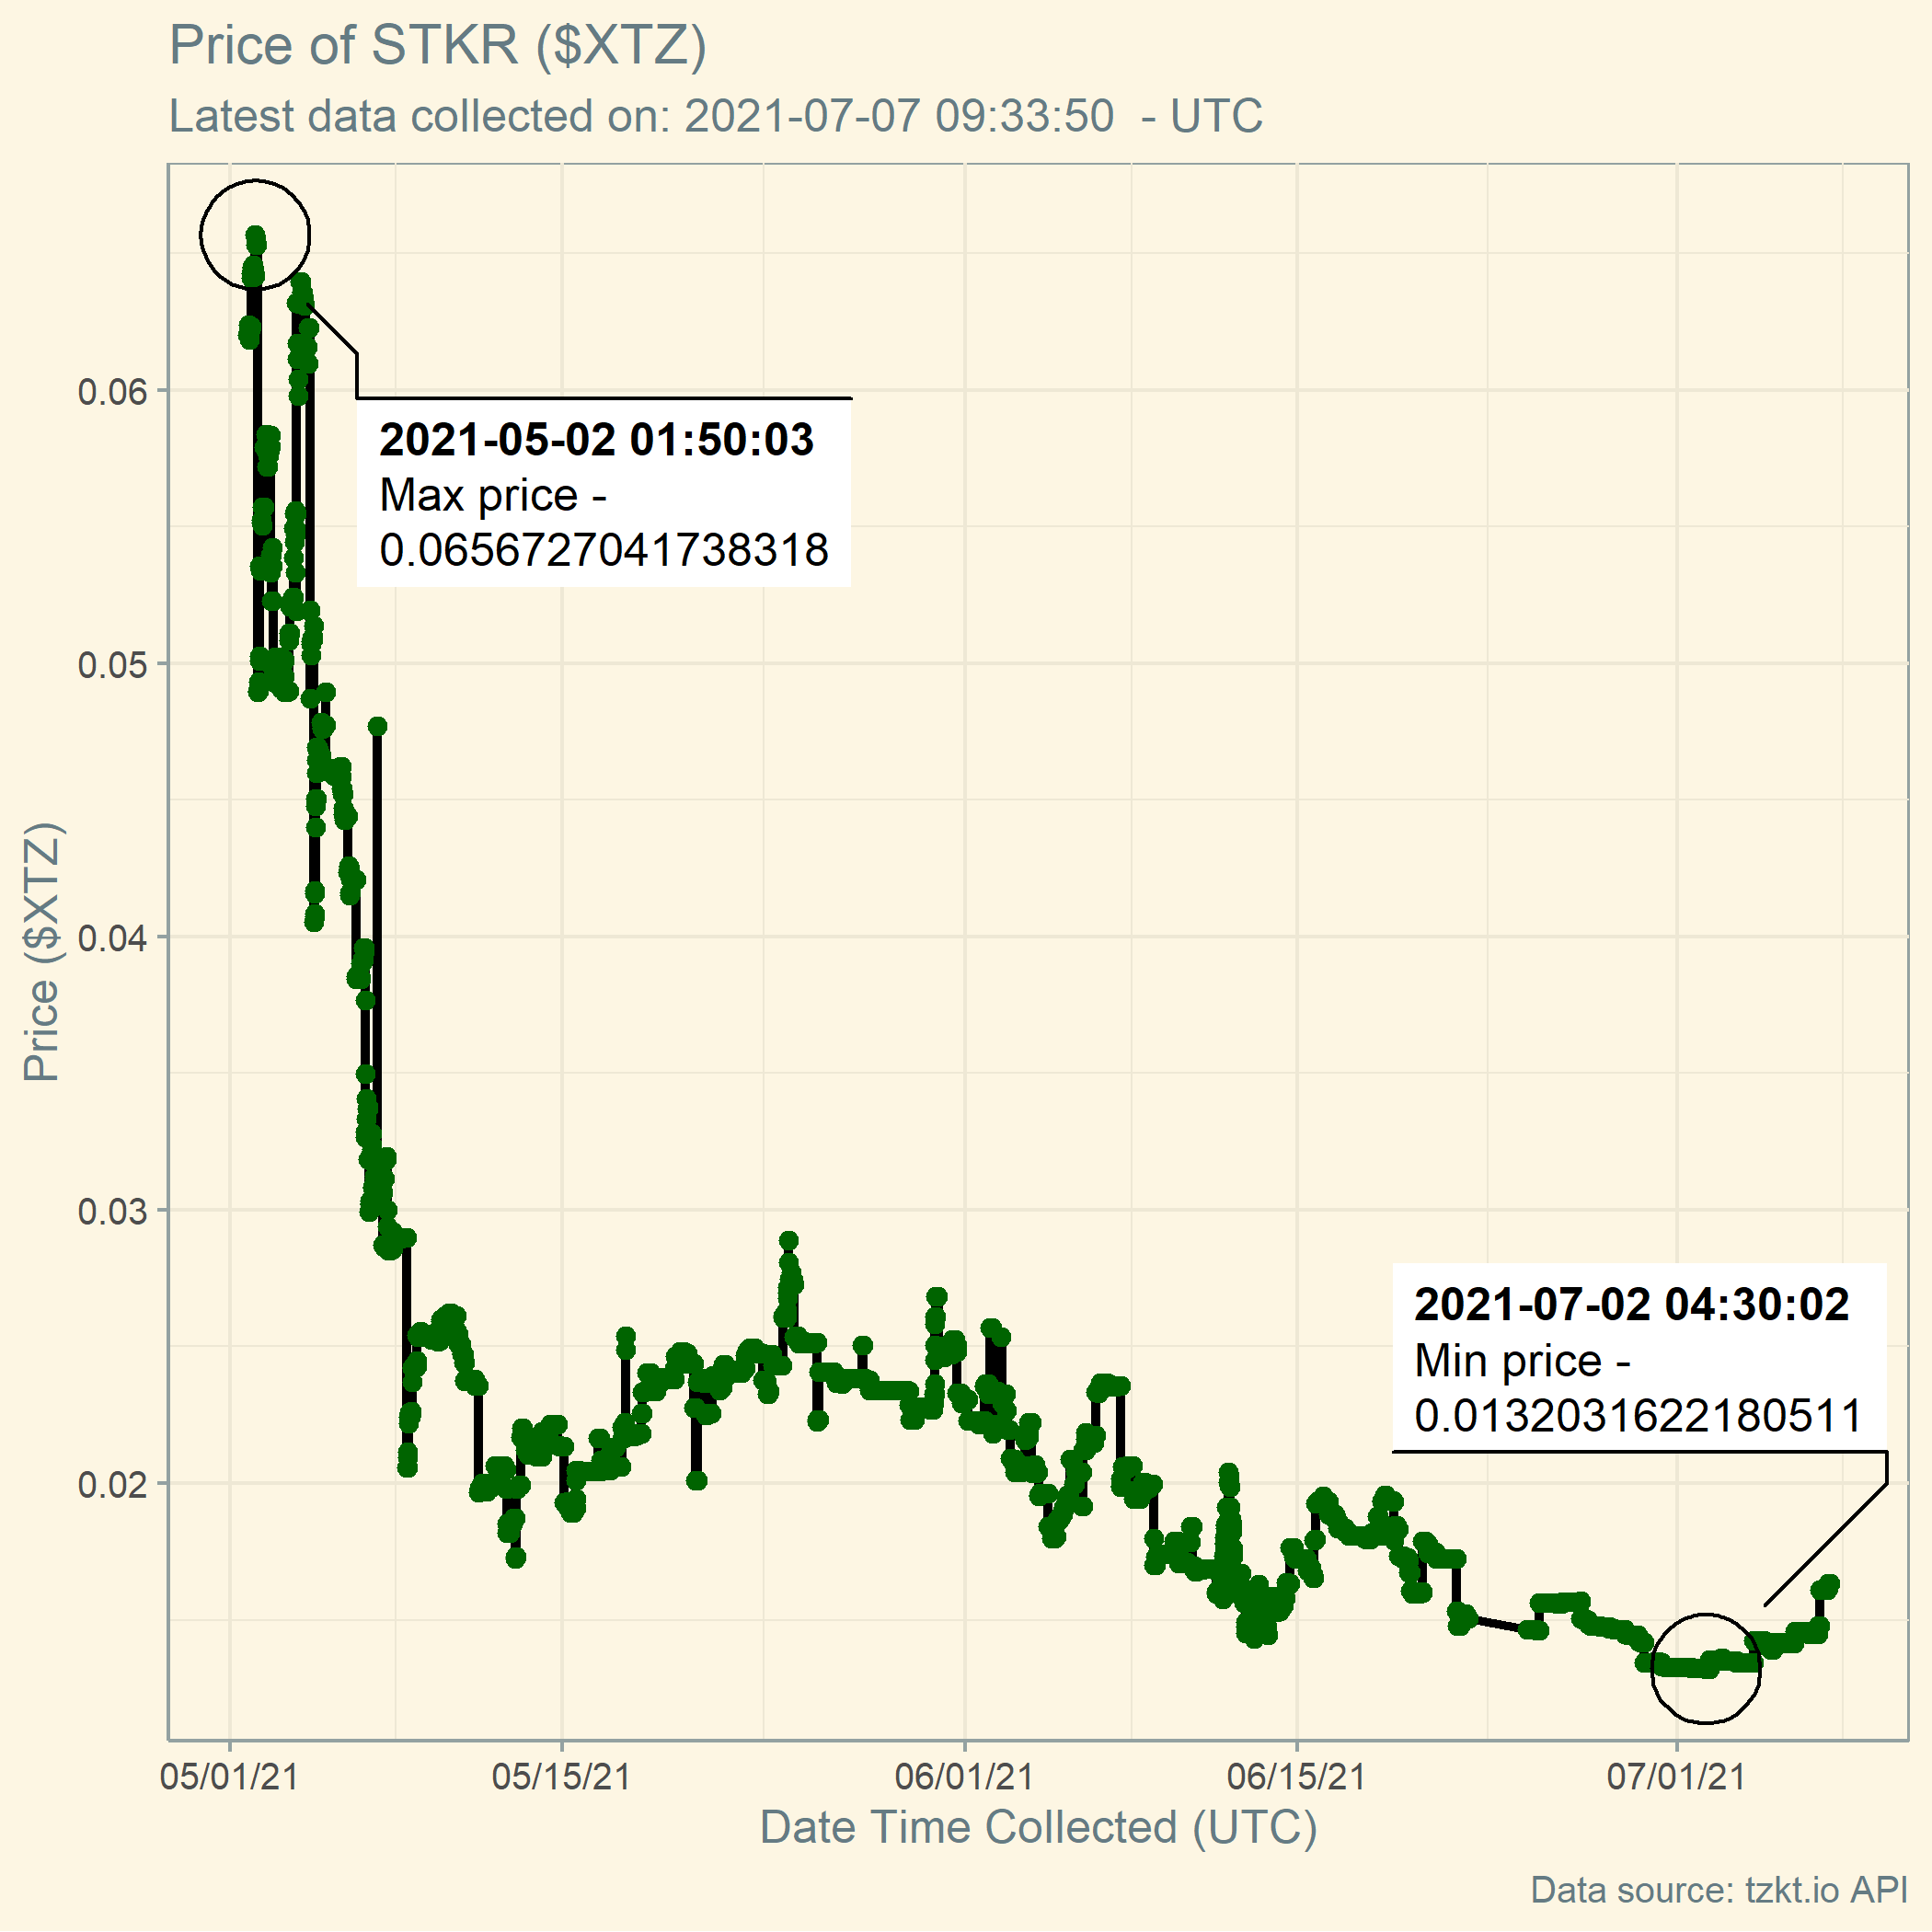 Price of STKR ($XTZ)
Latest data collected on: 2021-07-07 09:33:50  - UTC
Price ($XTZ)
0.06
0.05
0.04
0.03
0.02
2021-05-02 01:50:03
Max price -
0.0656727041738318
2021-07-02 04:30:02
Min price -
0.0132031622180511
05/01/21
05/15/21
06/01/21
06/15/21
07/01/21
Date Time Collected (UTC)
Data source: tzkt.io API